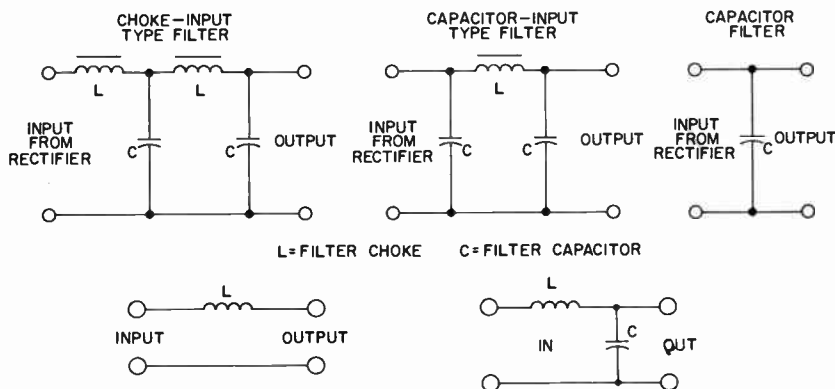 CHOKE-INPUT
TYPE FILTER
L
L
INPUT
FROM
RECTIFIER
C
C
OUTPUT
CAPACITOR-INPUT
TYPE FILTER
L
INPUT
FROM
RECTIFIER
C
C
OUTPUT
CAPACITOR
FILTER
INPUT
FROM
RECTIFIER
C
OUTPUT
L=FILTER CHOKE C=FILTER CAPACITOR
L
INPUT
OUTPUT
L
C
IN
OUT